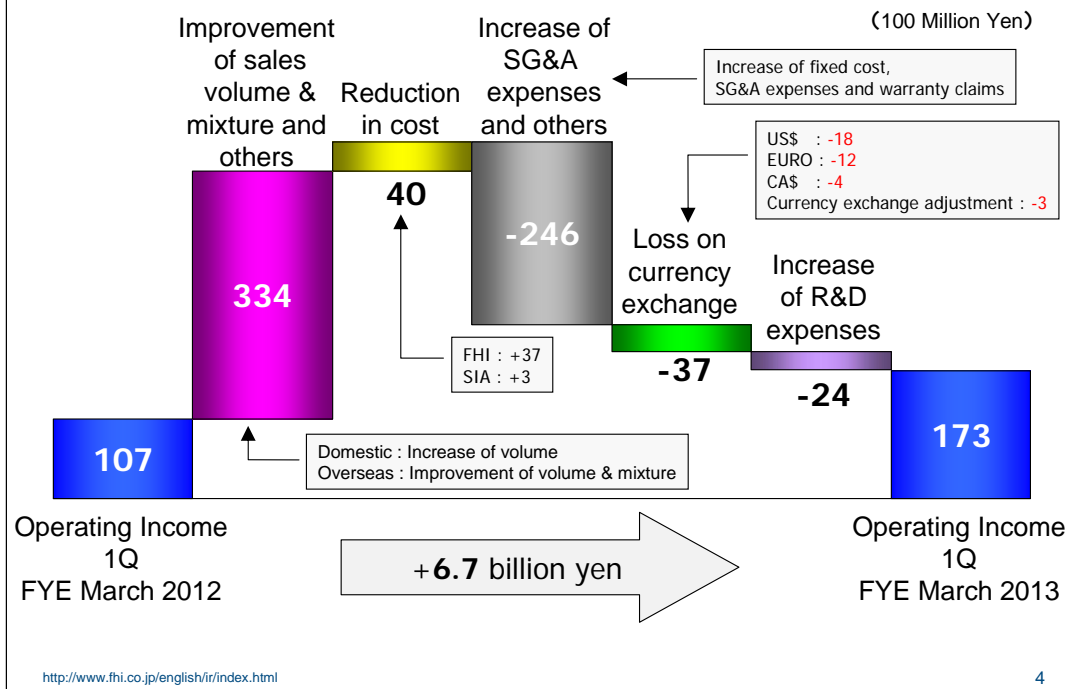 （100 Million Yen）
Improvement
of sales
volume &
mixture and
others
Reduction
in cost
Increase of
SG&A
expenses
and others
Increase of fixed cost,
SG&A expenses and warranty claims
US$ : -18
EURO : -12
CA$ : -4
Currency exchange adjustment : -3
334
40
-246
Loss on
currency
exchange
Increase
of R&D
expenses
FHI : +37
SIA : +3
-37
-24
107
Domestic : Increase of volume
Overseas : Improvement of volume & mixture
173
Operating Income
1Q
FYE March 2012
+6.7 billion yen
Operating Income
1Q
FYE March 2013
http://www.fhi.co.jp/english/ir/index.html
4